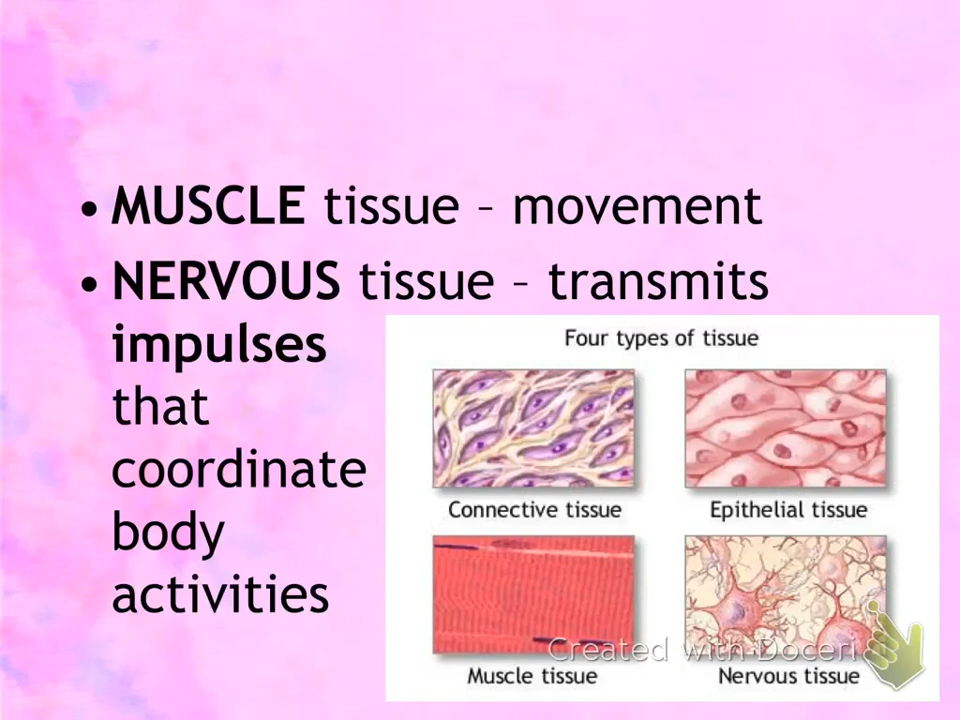 • MUSCLE tissue – movement
• NERVOUS tissue – transmits
impulses
that
coordinate
body
activities
Four types of tissue
Connective tissue
Epithelial tissue
Muscle tissue
Nervous tissue
Created with Doceri